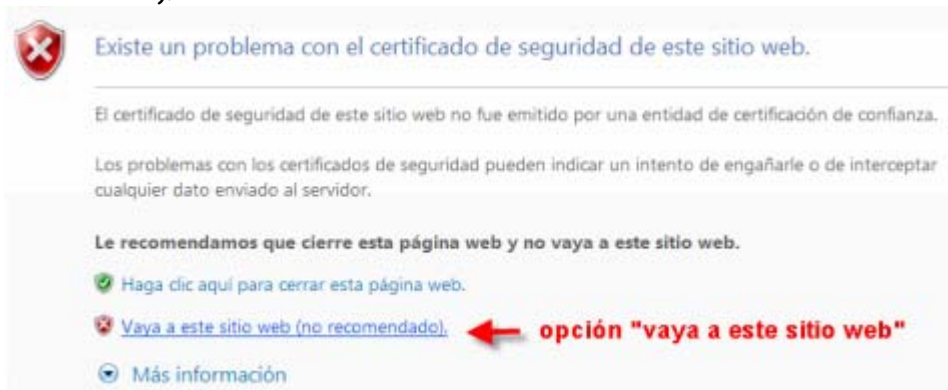 Existe un problema con el certificado de seguridad de este sitio web.
El certificado de seguridad de este sitio web no fue emitido por una entidad de certificación de confianza.
Los problemas con los certificados de seguridad pueden indicar un intento de engañarle o de interceptar
cualquier dato enviado al servidor.
Le recomendamos que cierre esta página web y no vaya a este sitio web.
Haga clic aquí para cerrar esta página web.
Vaya a este sitio web (no recomendado). opción "vaya a este sitio web"
Más información